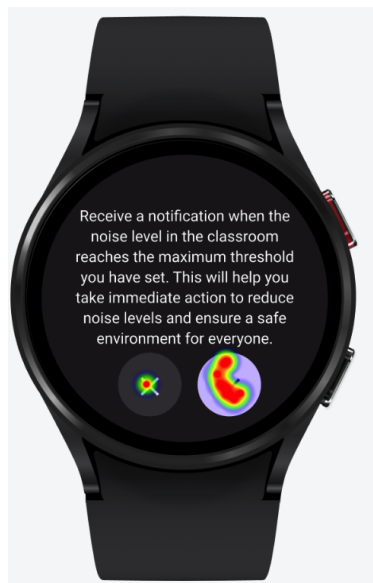 Receive a notification when the
noise level in the classroom
reaches the maximum threshold
you have set. This will help you
take immediate action to reduce
noise levels and ensure a safe
environment for everyone.